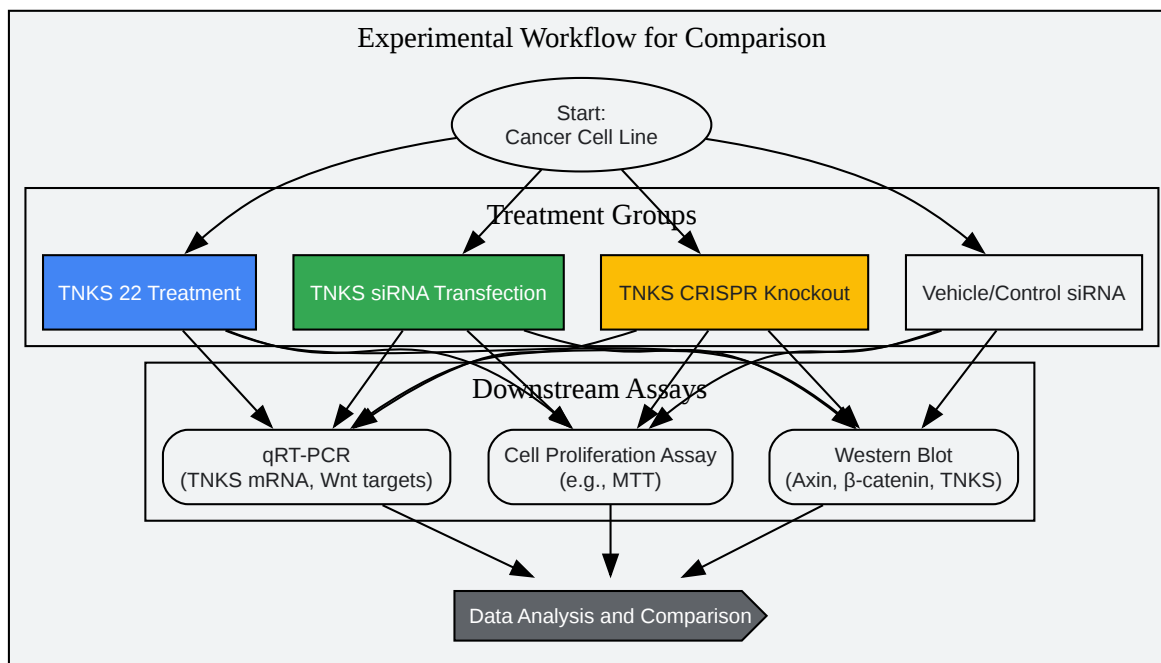 Experimental Workflow for Comparison
Start:
Cancer Cell Line
Treatment Groups
TNKS 22 Treatment
TNKS siRNA Transfection
TNKS CRISPR Knockout
Vehicle/Control siRNA
Downstream Assays
qRT-PCR
(TNKS mRNA, Wnt targets)
Cell Proliferation Assay
(e.g., MTT)
Western Blot
(Axin, β-catenin, TNKS)
Data Analysis and Comparison